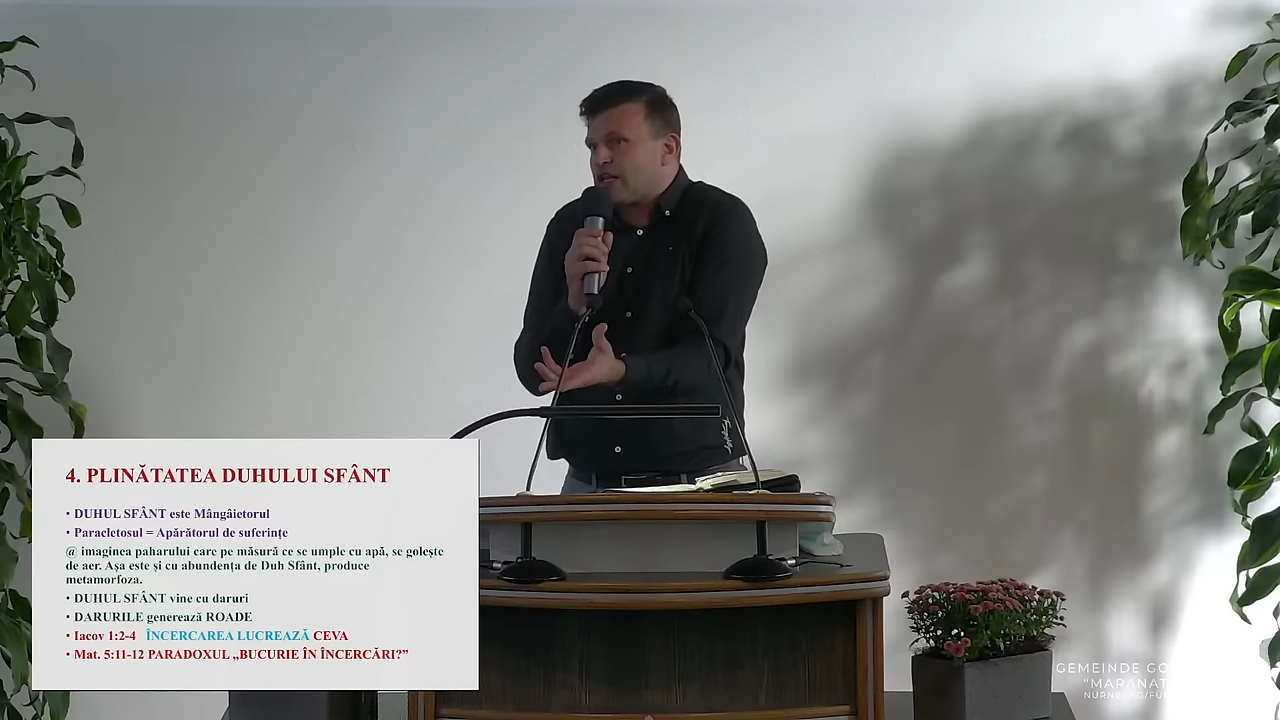 4. PLINĂTATEA DUHULUI SFÂNT
• DUHUL SFÂNT este Mângâietorul
• Paracletosul = Apărătorul de suferințe
@ imaginea paharului care pe măsură ce se umple cu apă, se golește
de aer. Așa este și cu abundența de Duh Sfânt, produce
metamorfoza.
• DUHUL SFÂNT vine cu daruri
• DARURILE generează ROADE
• Iacov 1:2-4 ÎNCERCAREA LUCREAZĂ CEVA
• Mat. 5:11-12 PARADOXUL „BUCURIE ÎN ÎNCERCĂRI?”
GEMEINDE
"MARANAT
NÜRNBERG/FÜ